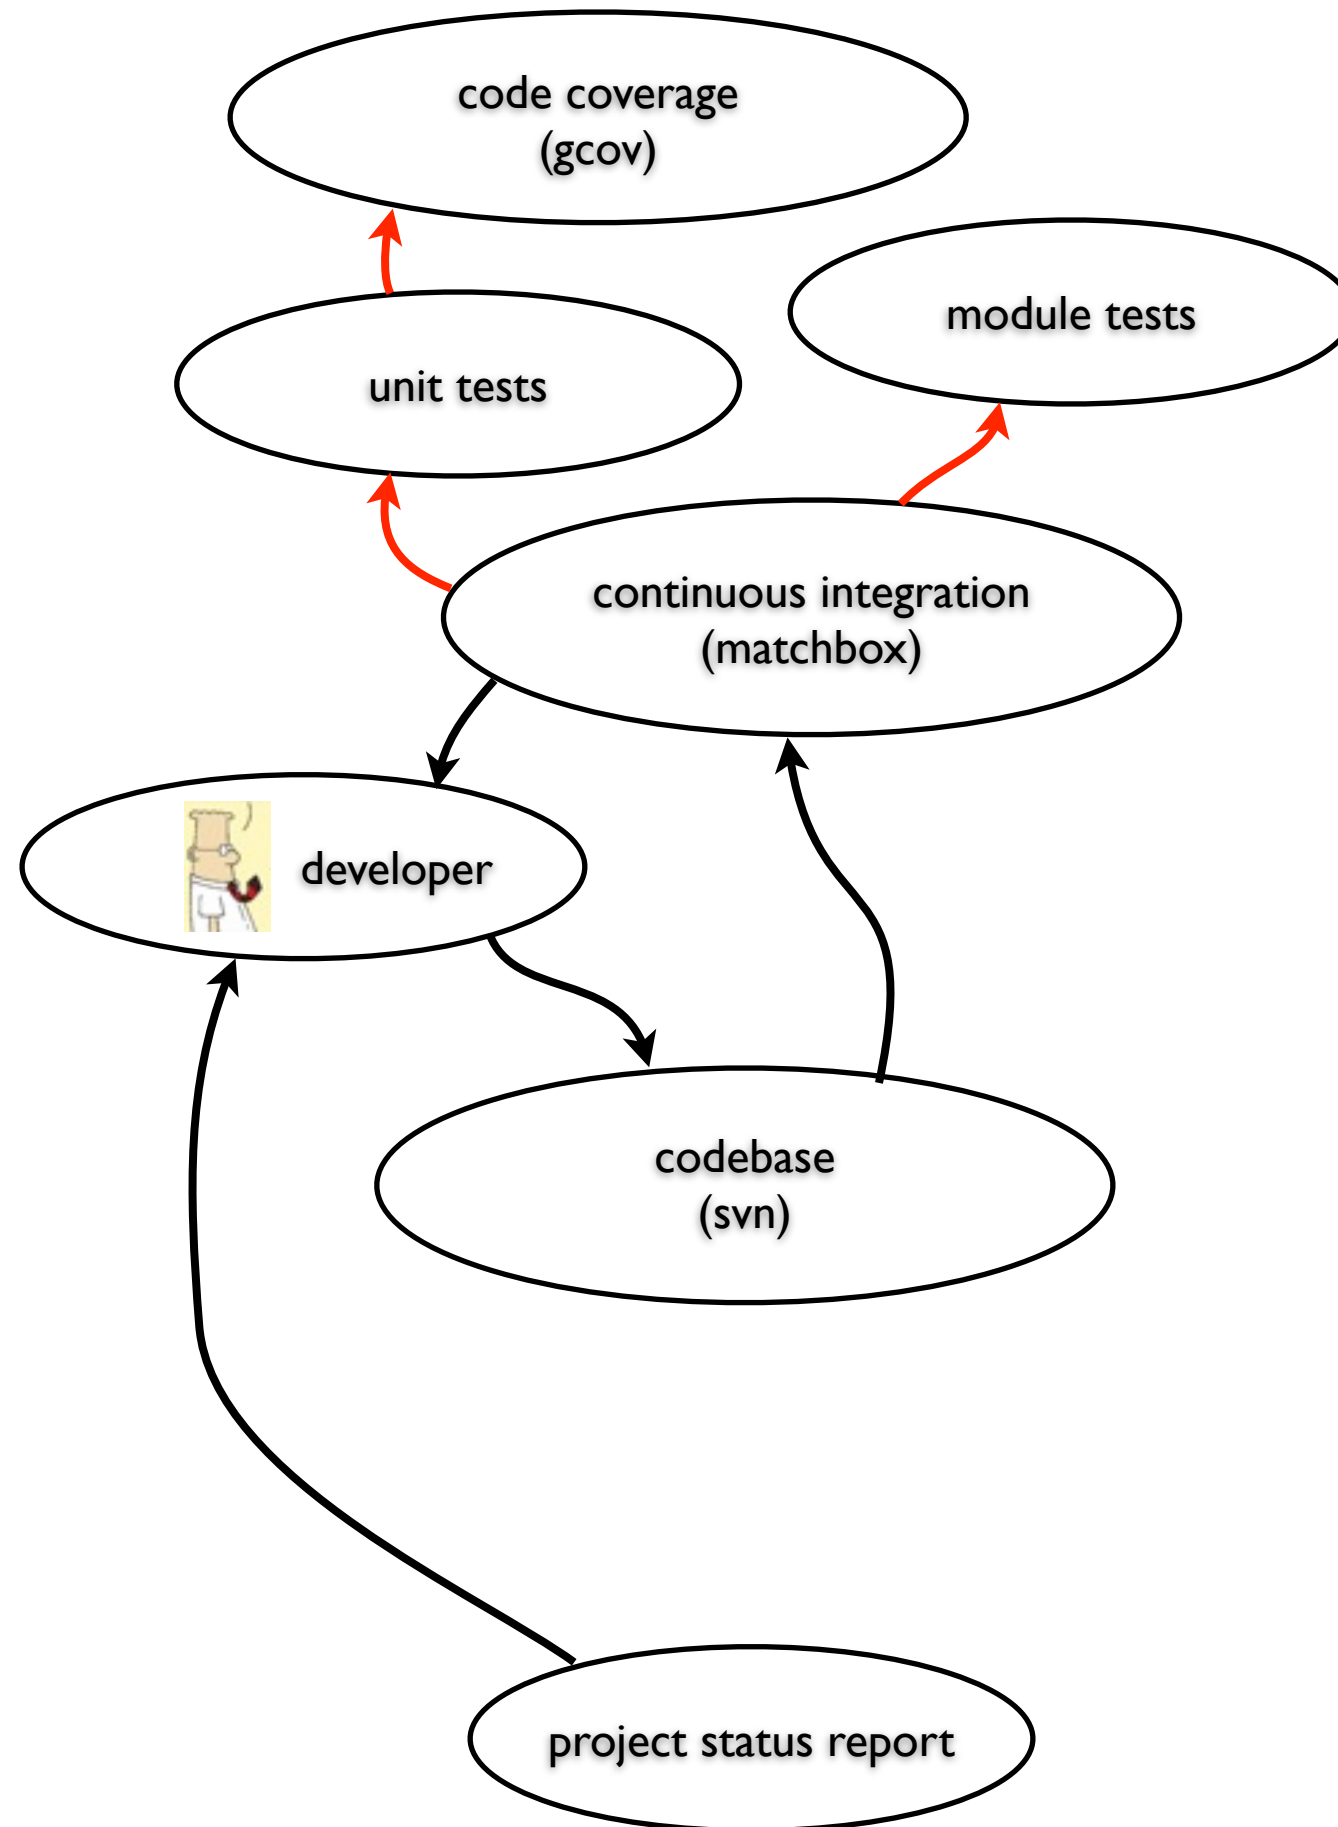 code coverage
(gcov)
module tests
unit tests
continuous integration
(matchbox)
developer
codebase
(svn)
project status report